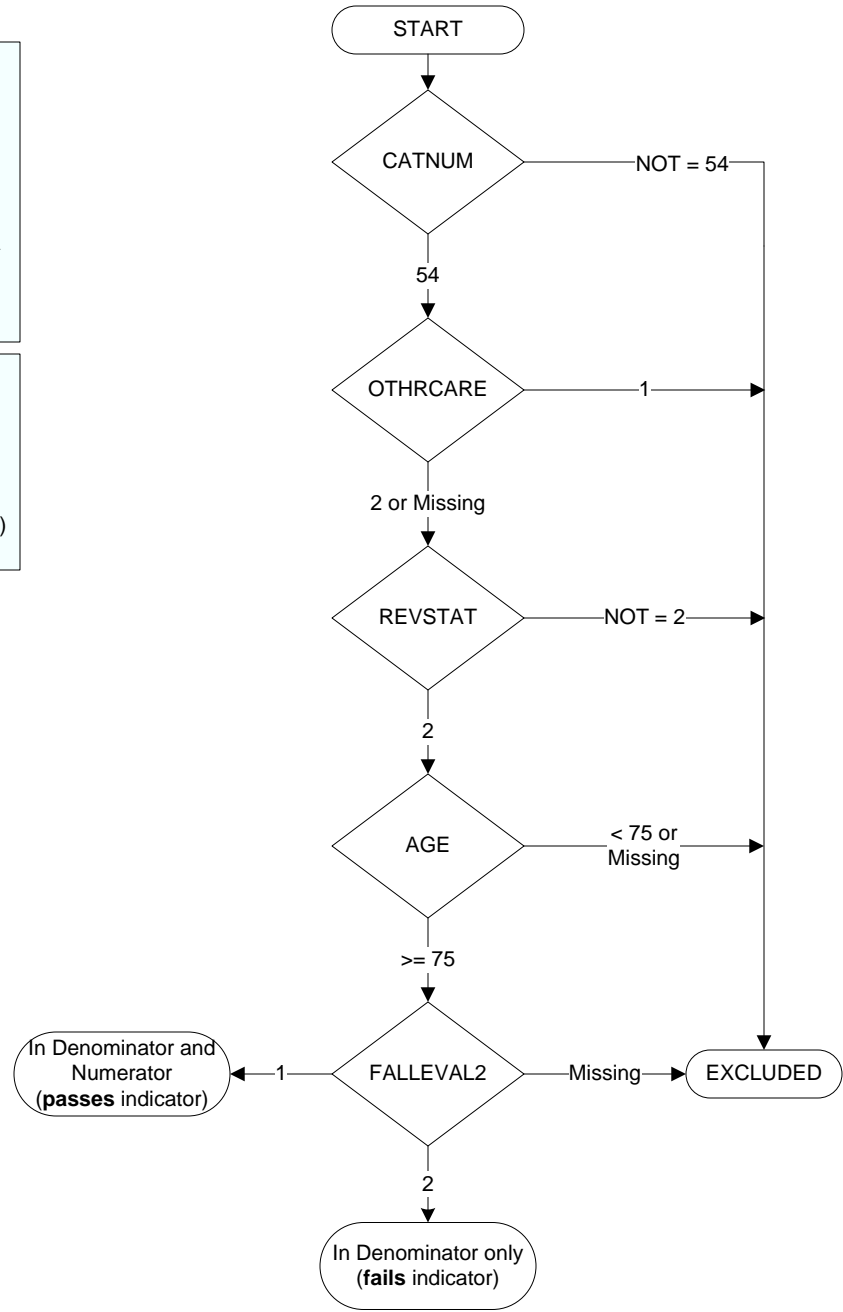 START
CATNUM
NOT = 54
54
OTHRCARE
1
2 or Missing
)
REVSTAT
NOT = 2
2
AGE
< 75 or
Missing
>= 75
In Denominator and
Numerator
(passes indicator)
1
FALLEVAL2
Missing
EXCLUDED
2
In Denominator only
(fails indicator)